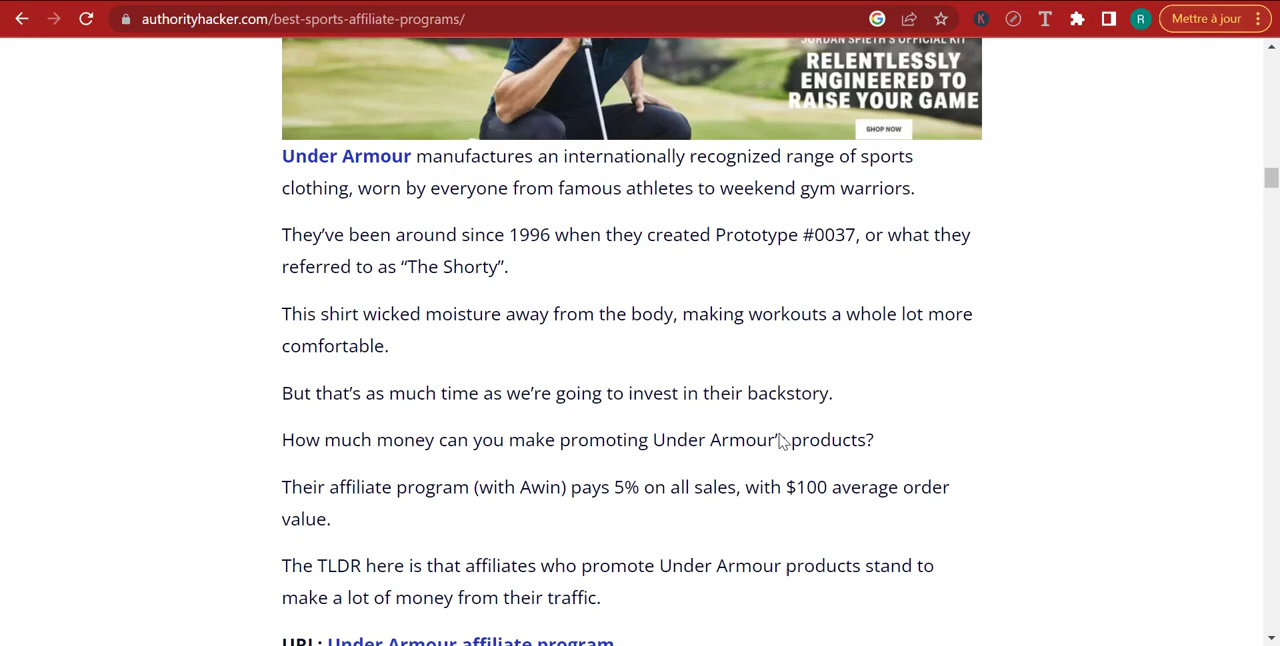 authorityhacker.com/best-sports-affiliate-programs/
R
Mettre à jour
JORDAN SPIETH'S OFFICIAL KIT
RELENTLESSLY
ENGINEERED TO
RAISE YOUR GAME
SHOP NOW
Under Armour manufactures an internationally recognized range of sports
clothing, worn by everyone from famous athletes to weekend gym warriors.
They’ve been around since 1996 when they created Prototype #0037, or what they
referred to as “The Shorty”.
This shirt wicked moisture away from the body, making workouts a whole lot more
comfortable.
But that’s as much time as we’re going to invest in their backstory.
How much money can you make promoting Under Armour’ products?
Their affiliate program (with Awin) pays 5% on all sales, with $100 average order
value.
The TLDR here is that affiliates who promote Under Armour products stand to
make a lot of money from their traffic.
URL: Under Armour affiliate program